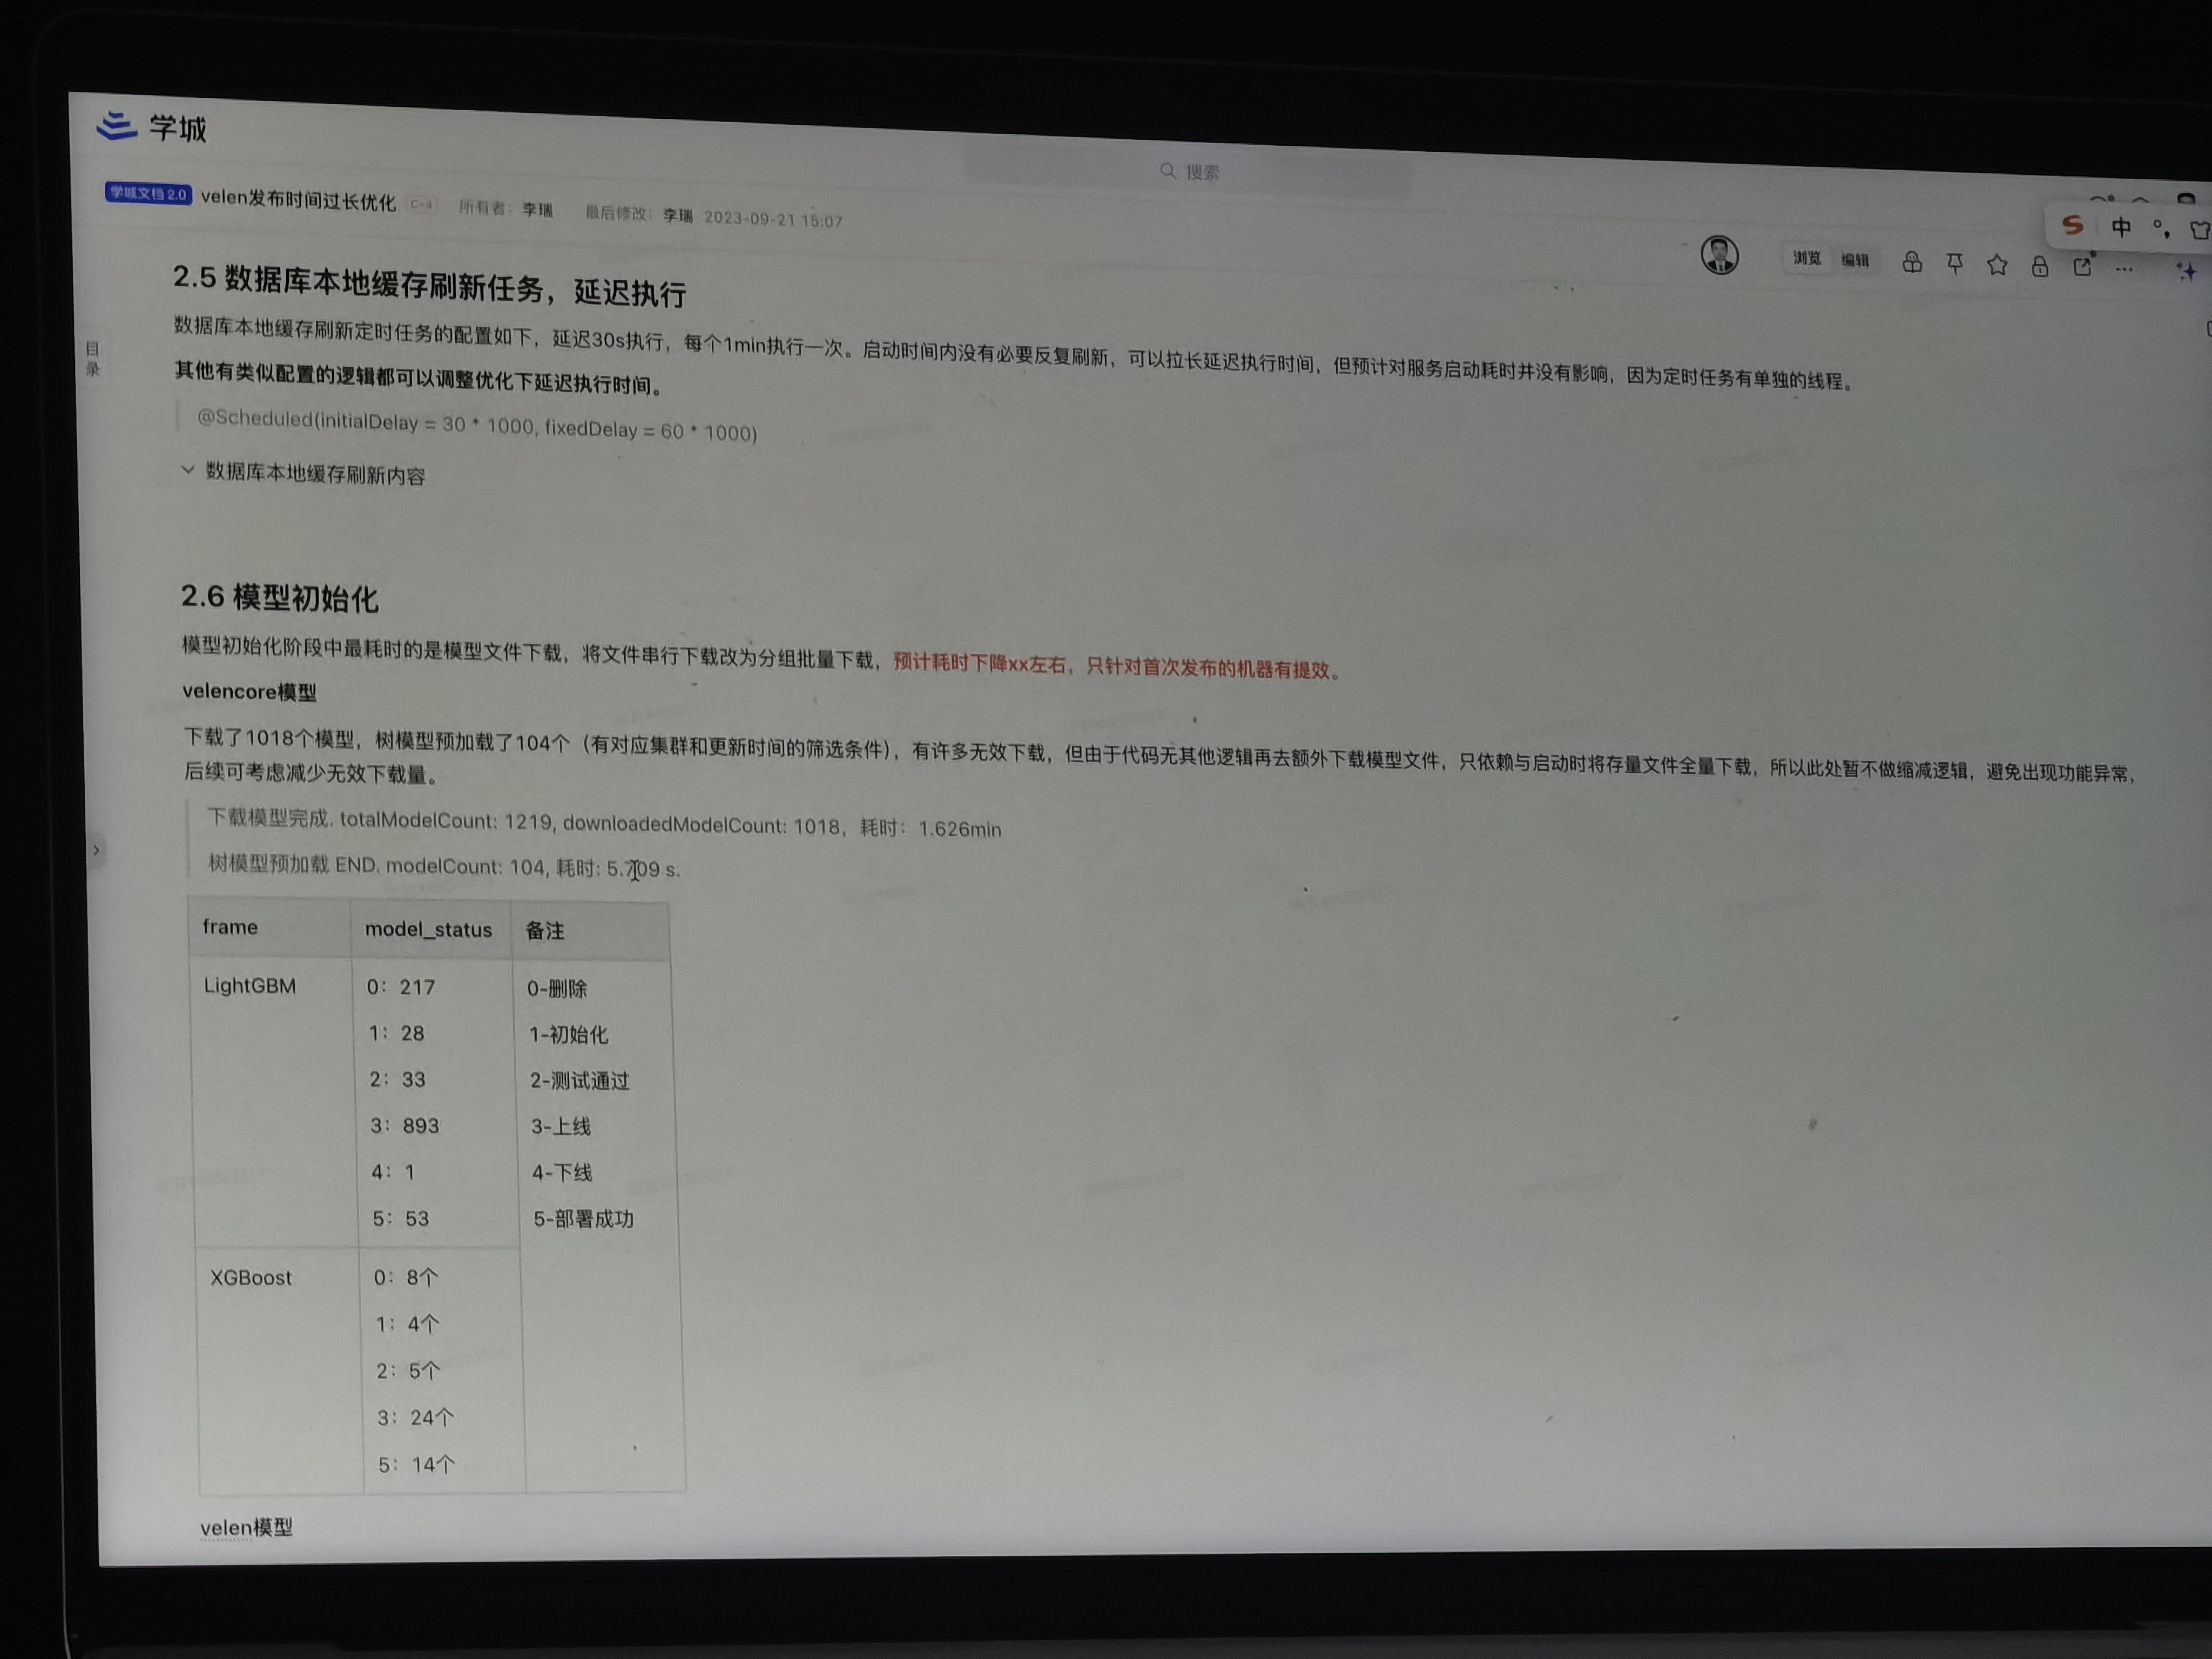 学城
搜索
学城文档 2.0 velen发布时间过长优化 C-4 所有者：李瑞 最后修改：李瑞 2023-09-21 15:07
中
浏览 编辑
目录
2.5 数据库本地缓存刷新任务，延迟执行
数据库本地缓存刷新定时任务的配置如下，延迟30s执行，每个1min执行一次。启动时间内没有必要反复刷新，可以拉长延迟执行时间，但预计对服务启动耗时并没有影响，因为定时任务有单独的线程。
其他有类似配置的逻辑都可以调整优化下延迟执行时间。
@Scheduled(initialDelay = 30 * 1000, fixedDelay = 60 * 1000)
数据库本地缓存刷新内容
2.6 模型初始化
模型初始化阶段中最耗时的是模型文件下载，将文件串行下载改为分组批量下载，预计耗时下降xx左右，只针对首次发布的机器有提效。
velencore模型
下载了1018个模型，树模型预加载了104个（有对应集群和更新时间的筛选条件），有许多无效下载，但由于代码无其他逻辑再去额外下载模型文件，只依赖与启动时将存量文件全量下载，所以此处暂不做缩减逻辑，避免出现功能异常，
后续可考虑减少无效下载量。
下载模型完成. totalModelCount: 1219, downloadedModelCount: 1018，耗时：1.626min
树模型预加载 END. modelCount: 104, 耗时: 5.709 s.
frame model_status 备注
LightGBM 0：217 0-删除
1：28 1-初始化
2：33 2-测试通过
3：893 3-上线
4：1 4-下线
5：53 5-部署成功
XGBoost 0：8个
1：4个
2：5个
3：24个
5：14个
velen模型